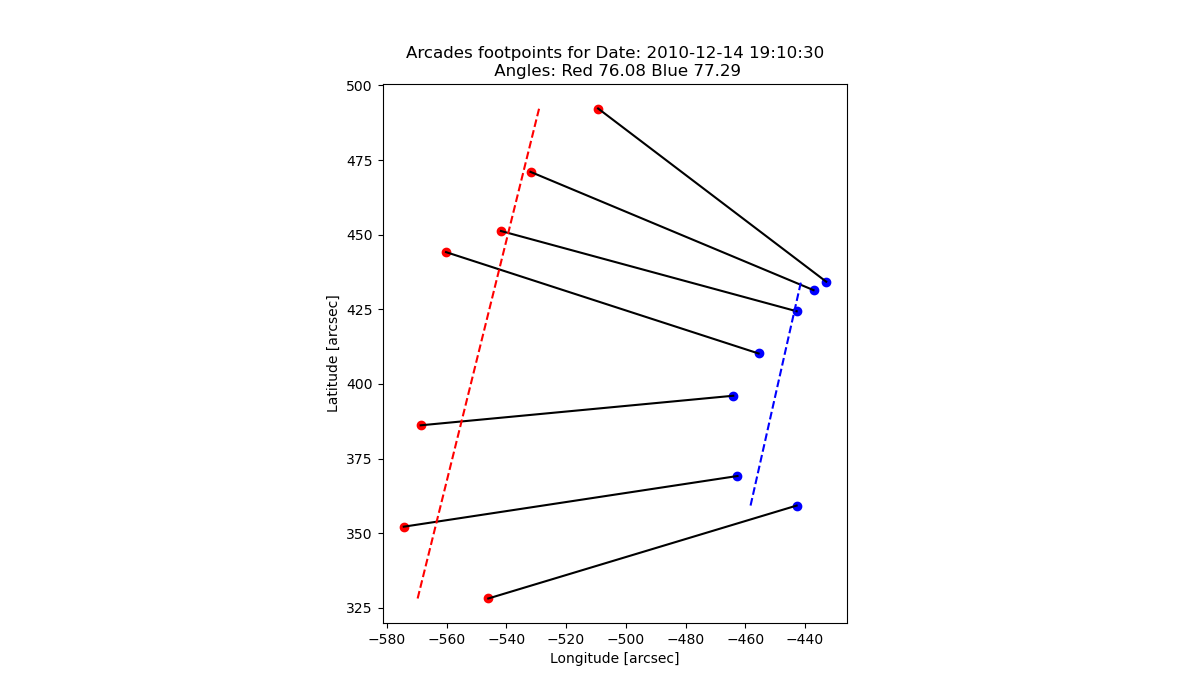 Arcades footpoints for Date: 2010-12-14 19:10:30
Angles: Red 76.08 Blue 77.29
500
475
450
425
400
375
350
325
Latitude [arcsec]
−580 −560 −540 −520 −500 −480 −460 −440
Longitude [arcsec]